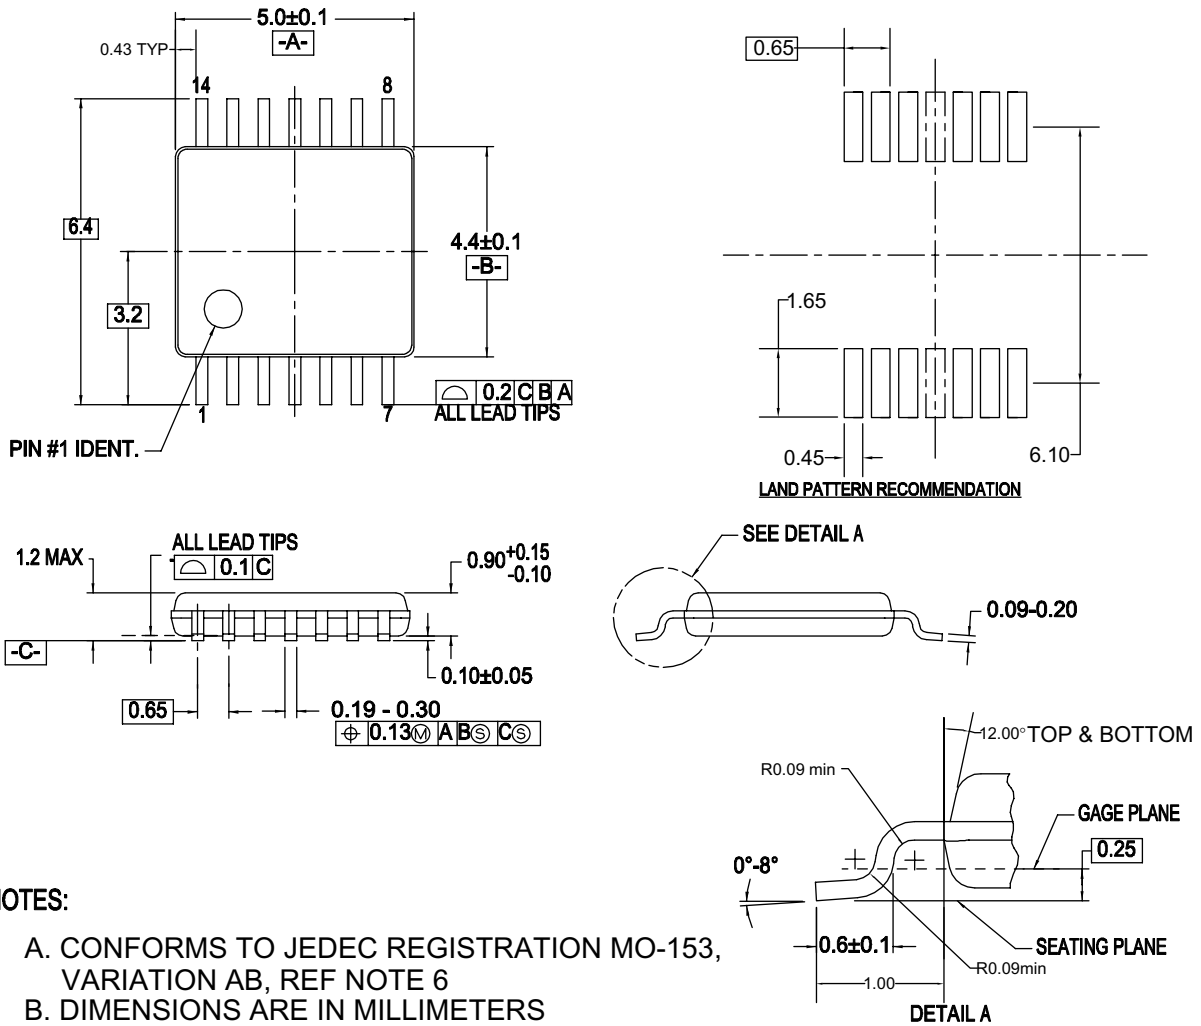 5.0±0.1
-A-
0.43 TYP
14
8
6.4
4.4±0.1
-B-
3.2
0.2 C B A
ALL LEAD TIPS
1
7
PIN #1 IDENT.
0.65
1.65
0.45
6.10
LAND PATTERN RECOMMENDATION
1.2 MAX
ALL LEAD TIPS
0.1 C
0.90 +0.15
-0.10
-C-
0.10±0.05
0.65
0.19 - 0.30
0.13Ⓜ A BⓈ CⓈ
SEE DETAIL A
0.09-0.20
12.00° TOP & BOTTOM
R0.09 min
GAGE PLANE
0.25
0°-8°
0.6±0.1
SEATING PLANE
R0.09min
1.00
DETAIL A
OTES:
A. CONFORMS TO JEDEC REGISTRATION MO-153,
VARIATION AB, REF NOTE 6
B. DIMENSIONS ARE IN MILLIMETERS